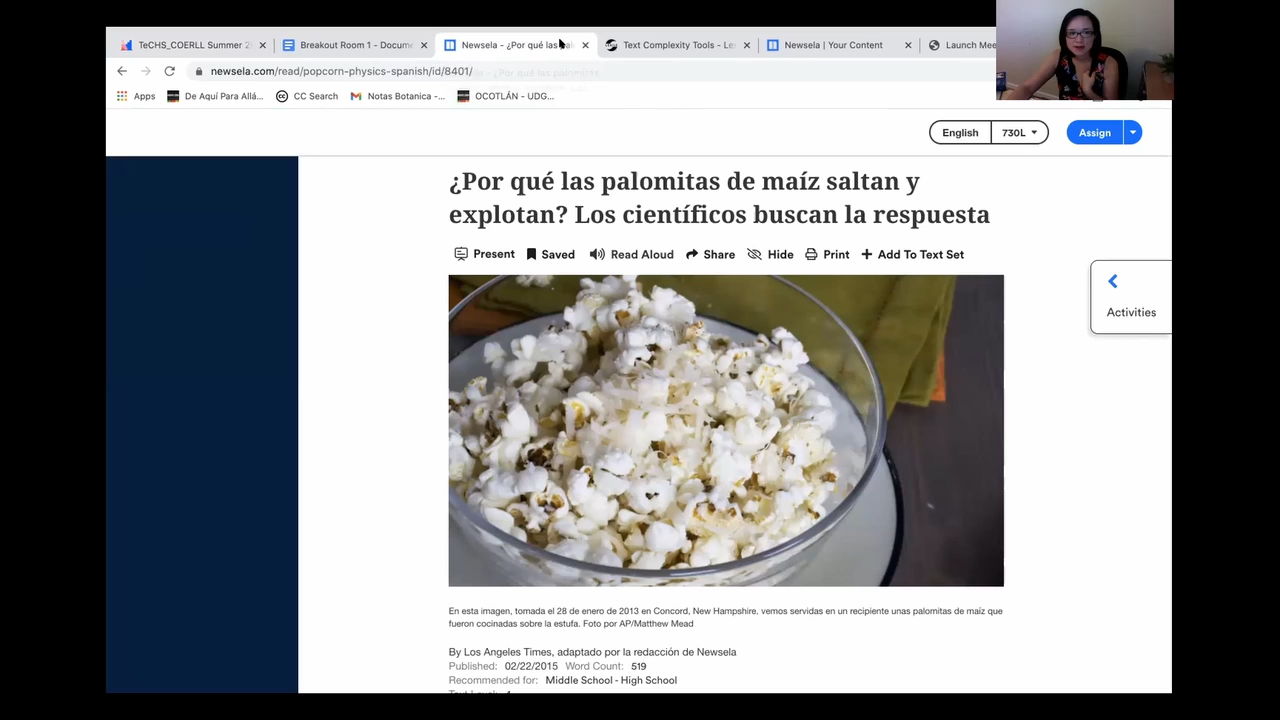 TeCHS_COERLL Summer 2
Breakout Room 1 - Docume
Newsela - ¿Por qué las
Text Complexity Tools - Le
Newsela | Your Content
Launch Mee
newsela.com/read/popcorn-physics-spanish/id/8401/
Apps
De Aquí Para Allá...
CC Search
Notas Botanica -...
OCOTLÁN - UDG...
English
730L
Assign
¿Por qué las palomitas de maíz saltan y
explotan? Los científicos buscan la respuesta
Present
Saved
Read Aloud
Share
Hide
Print
Add To Text Set
Activities
En esta imagen, tomada el 28 de enero de 2013 en Concord, New Hampshire, vemos servidas en un recipiente unas palomitas de maíz que
fueron cocinadas sobre la estufa. Foto por AP/Matthew Mead
By Los Angeles Times, adaptado por la redacción de Newsela
Published: 02/22/2015 Word Count: 519
Recommended for: Middle School - High School